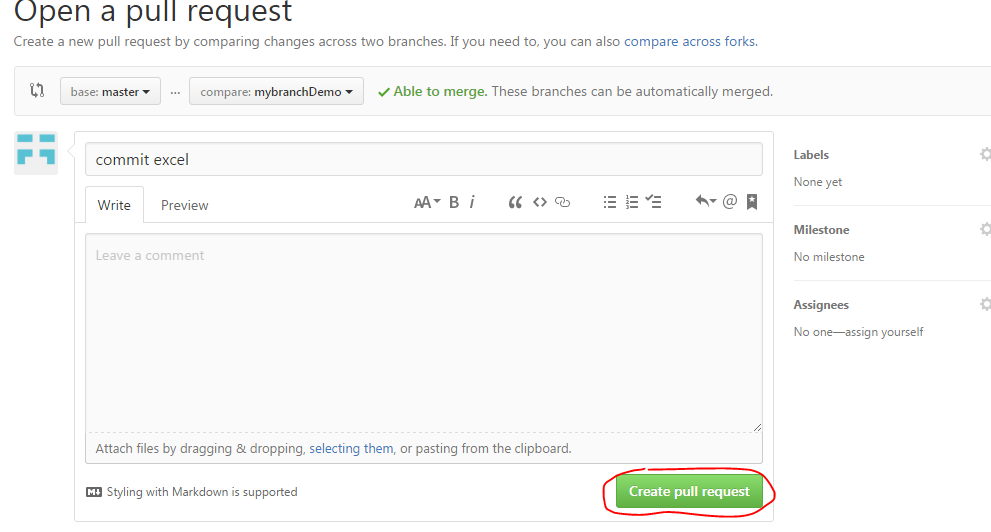 Open a pull request
Create a new pull request by comparing changes across two branches. If you need to, you can also compare across forks.
base: master ... compare: mybranchDemo Able to merge. These branches can be automatically merged.
commit excel
Write Preview AA B i @
Leave a comment
Attach files by dragging & dropping, selecting them, or pasting from the clipboard.
Styling with Markdown is supported
Create pull request
Labels
None yet
Milestone
No milestone
Assignees
No one—assign yourself